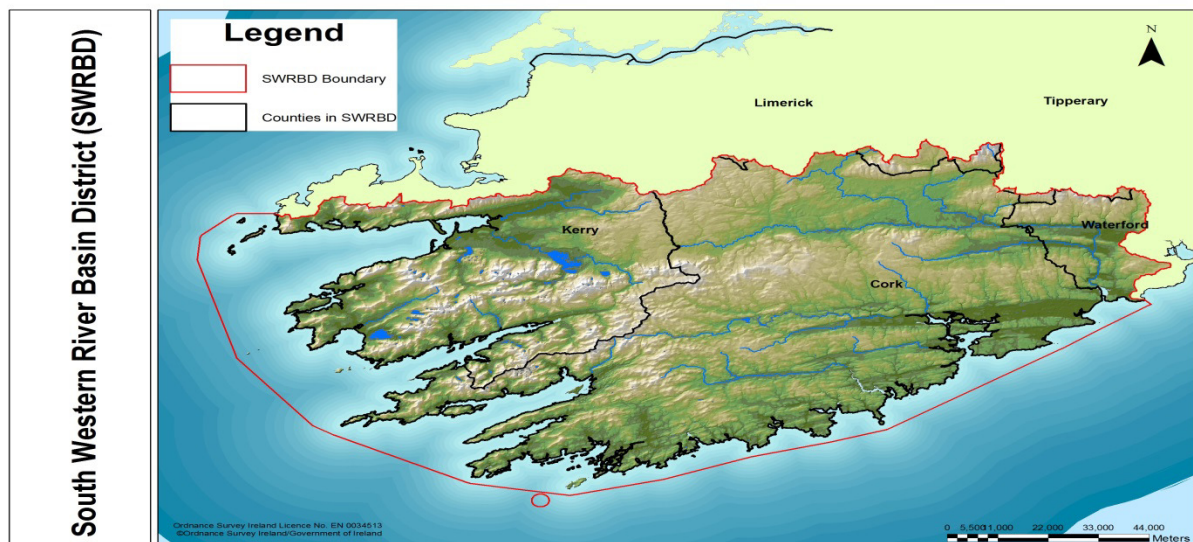 South Western River Basin District (SWRBD)
Legend
SWRBD Boundary
Counties in SWRBD
N
Limerick
Tipperary
Kerry
Waterford
Cork
Ordnance Survey Ireland Licence No. EN 0034513
©Ordnance Survey Ireland/Government of Ireland
0 5,500 11,000 22,000 33,000 44,000
Meters